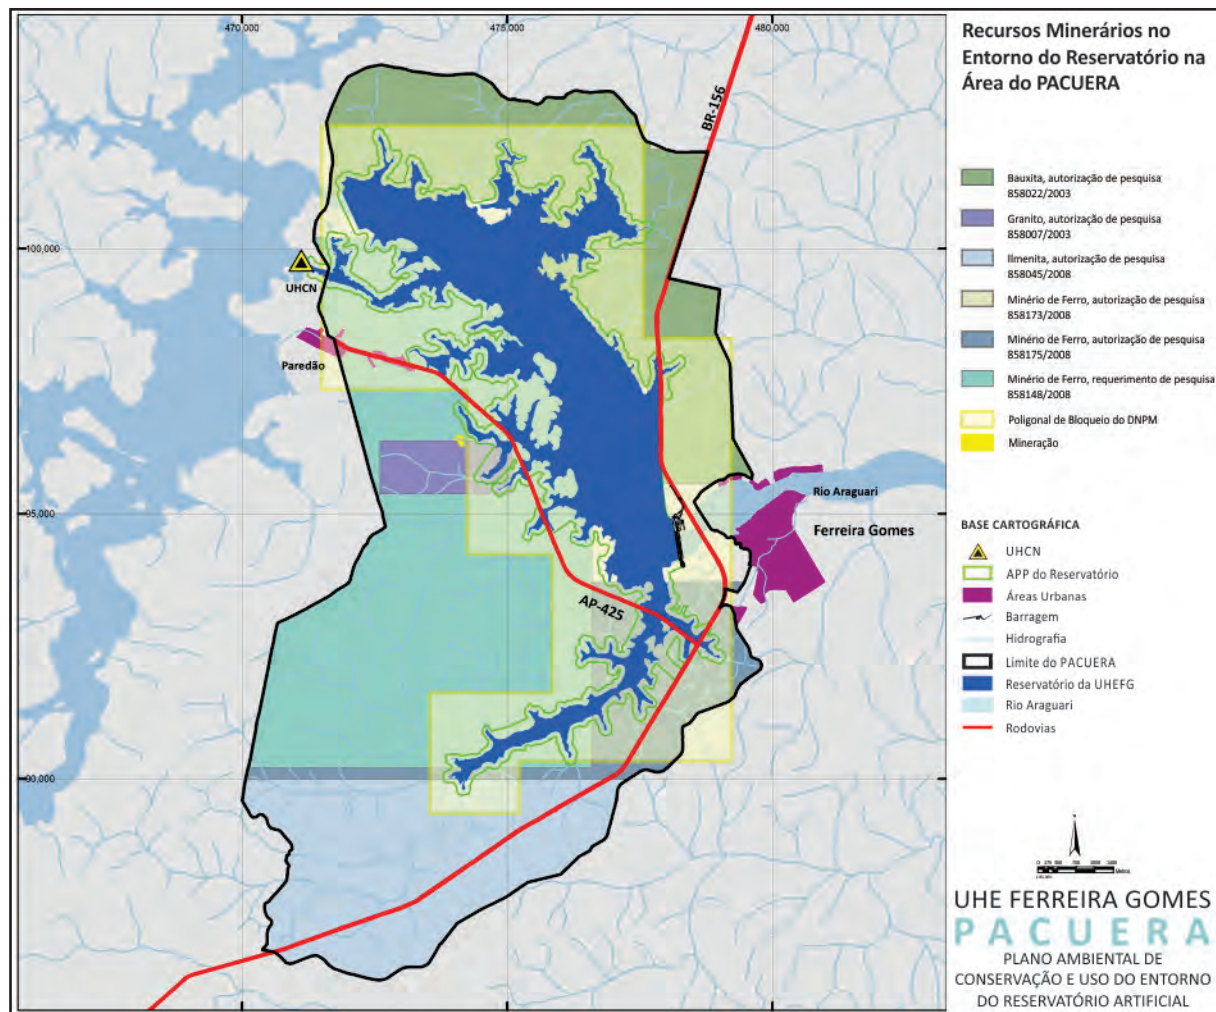 470,000
475,000
480,000
Recursos Minerários no
Entorno do Reservatório na
Área do PACUERA
BR-156
Bauxita, autorização de pesquisa
858022/2003
Granito, autorização de pesquisa
858007/2003
100,000
Ilmenita, autorização de pesquisa
858045/2008
UHCN
Minério de Ferro, autorização de pesquisa
858173/2008
Minério de Ferro, autorização de pesquisa
858175/2008
Paredão
Minério de Ferro, requerimento de pesquisa
858148/2008
Poligonal de Bloqueio do DNPM
Mineração
Rio Araguari
95,000
Ferreira Gomes
BASE CARTOGRÁFICA
UHCN
APP do Reservatório
Áreas Urbanas
AP-425
Barragem
Hidrografia
Limite do PACUERA
Reservatório da UHEFG
Rio Araguari
Rodovias
90,000
Metros
UHE FERREIRA GOMES
PACUERA
PLANO AMBIENTAL DE
CONSERVAÇÃO E USO DO ENTORNO
DO RESERVATÓRIO ARTIFICIAL